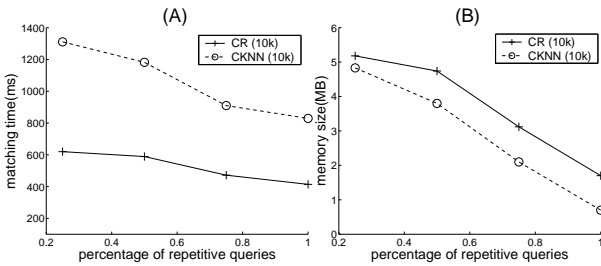 (A)
1400
1200
1000
800
600
400
200
0.2
0.4
0.6
0.8
1
matching time(ms)
percentage of repetitive queries
CR (10k)
CKNN (10k)
(B)
6
5
4
3
2
1
0
0.2
0.4
0.6
0.8
1
memory size(MB)
percentage of repetitive queries
CR (10k)
CKNN (10k)